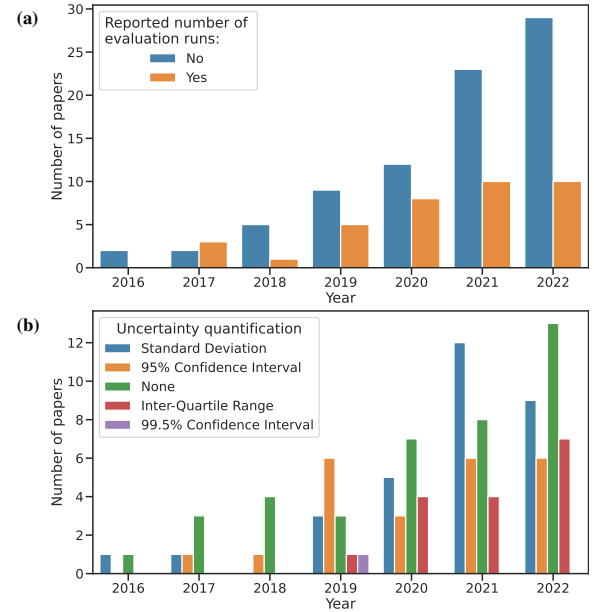 (a)
Reported number of
evaluation runs:
No
Yes
Number of papers
30
25
20
15
10
5
0
2016 2017 2018 2019 2020 2021 2022
Year
(b)
Uncertainty quantification
Standard Deviation
95% Confidence Interval
None
Inter-Quartile Range
99.5% Confidence Interval
Number of papers
12
10
8
6
4
2
0
2016 2017 2018 2019 2020 2021 2022
Year